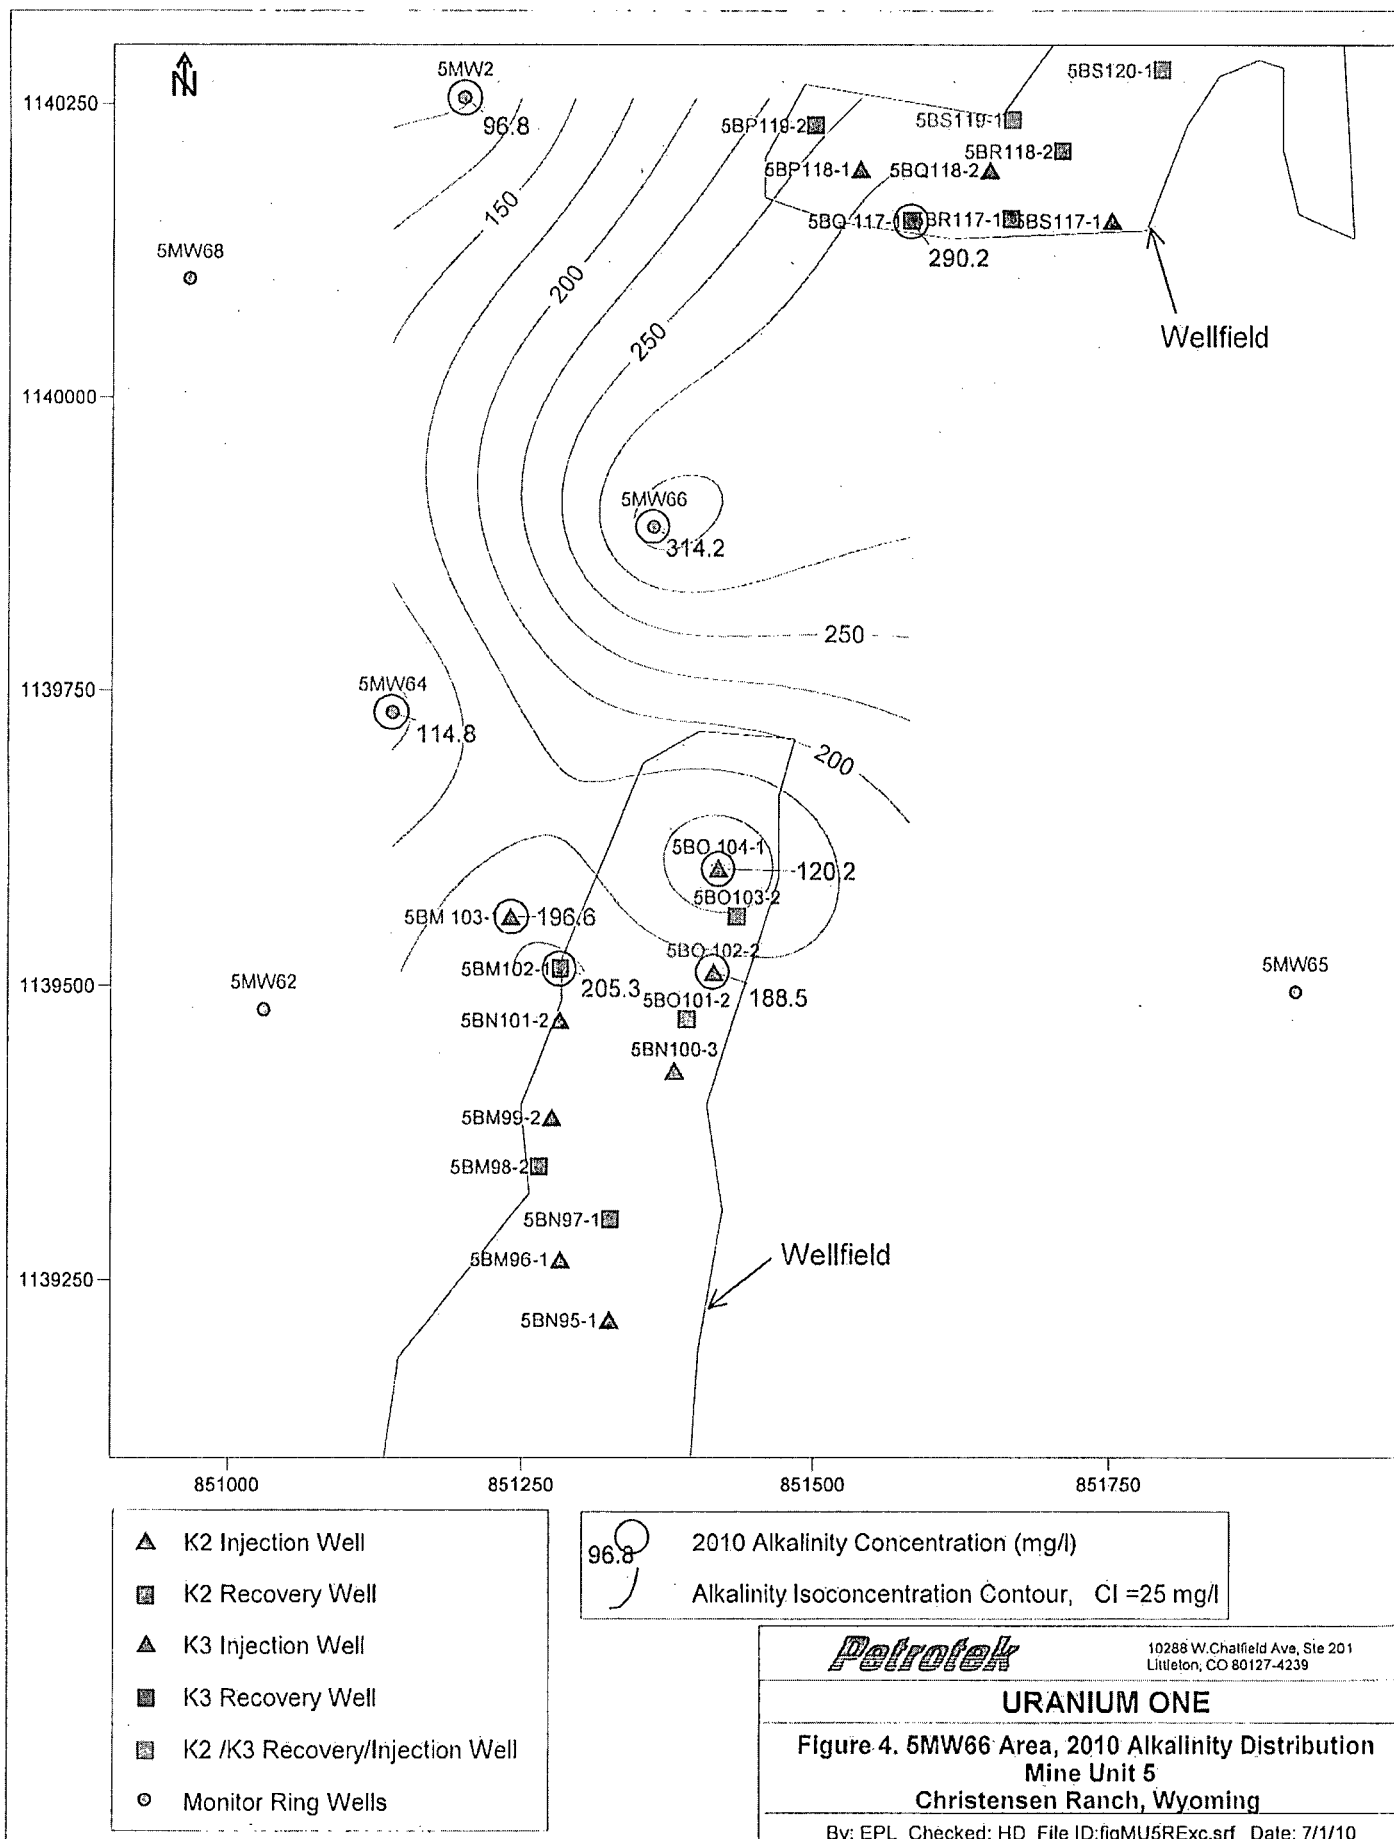 N
5MW2
5BS120-1
1140250
96.8
5BP119-2
5BS119-1
5BR118-2
5BP118-1
5BQ118-2
150
5BQ-117-1
5BR117-1
5BS117-1
5MW68
290.2
200
250
Wellfield
1140000
5MW66
314.2
250
1139750
5MW64
114.8
200
5BO 104-1
120.2
5BO103-2
5BM 103-1
196.6
5BO 102-2
5BM102-1
205.3
5MW62
5BO101-2
188.5
5MW65
1139500
5BN101-2
5BN100-3
5BM99-2
5BM98-2
5BN97-1
5BM96-1
Wellfield
1139250
5BN95-1
851000
851250
851500
851750
K2 Injection Well
K2 Recovery Well
K3 Injection Well
K3 Recovery Well
K2 /K3 Recovery/Injection Well
Monitor Ring Wells
96.8
2010 Alkalinity Concentration (mg/l)
Alkalinity Isoconcentration Contour, CI =25 mg/l
Petrotek
10288 W.Chatfield Ave, Ste 201
Littleton, CO 80127-4239
URANIUM ONE
Figure 4. 5MW66 Area, 2010 Alkalinity Distribution
Mine Unit 5
Christensen Ranch, Wyoming
By: EPL Checked: HD File ID:figMU5RExc.srf Date: 7/1/10